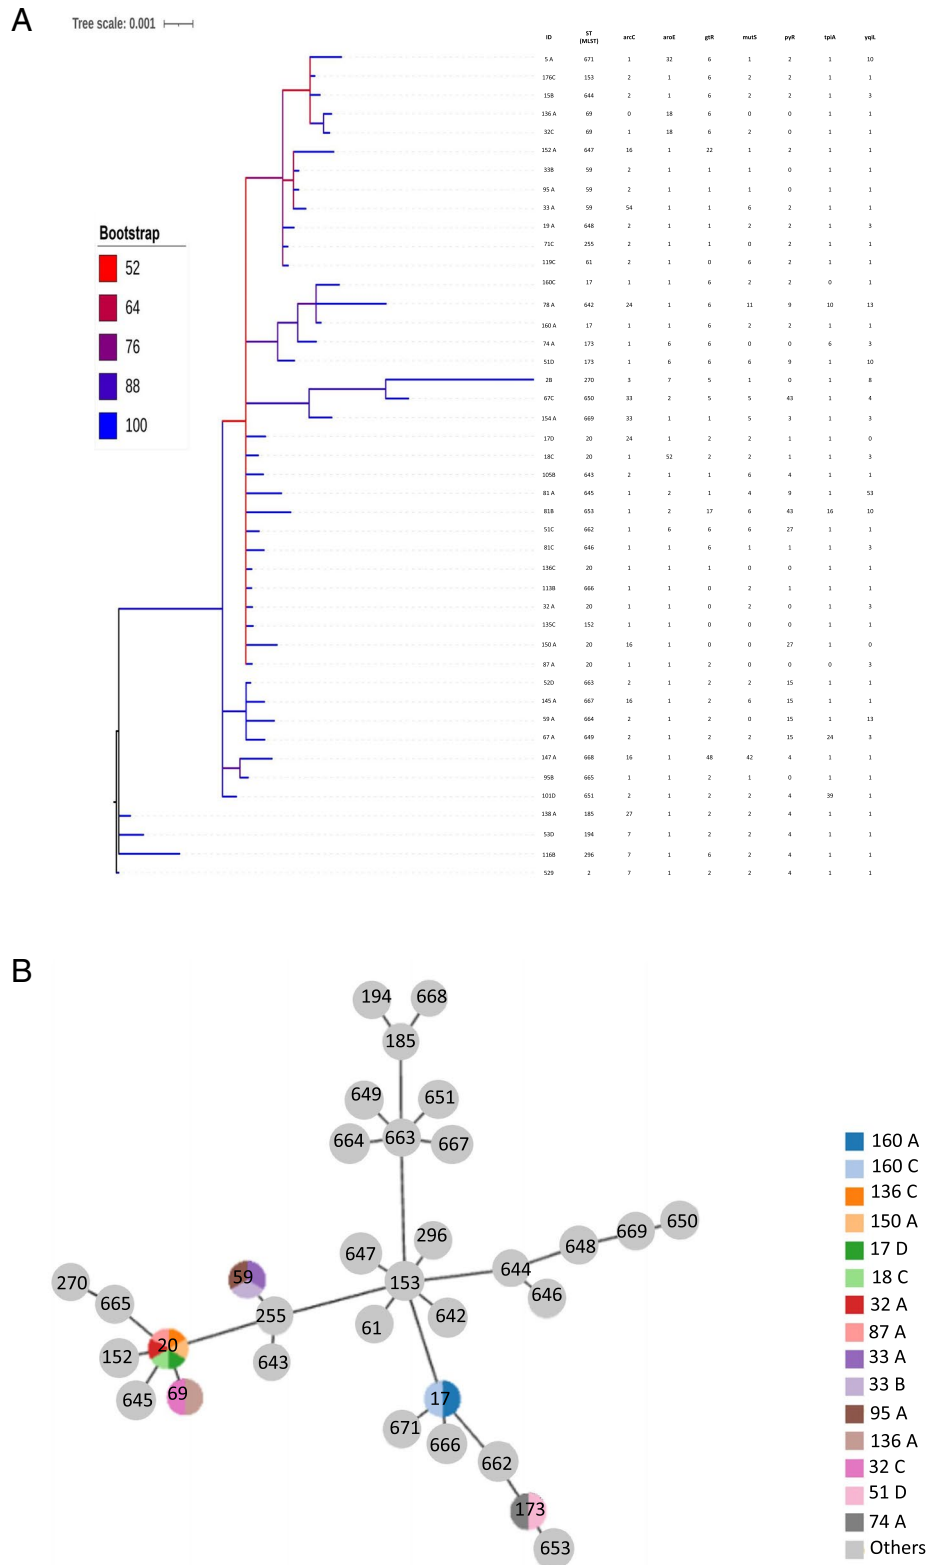 A
Tree scale: 0.001
ID ST (MLST) arcC aroE gtR mutS pyR tpiA yqiL
5 A 671 1 32 6 1 2 1 10
176C 153 2 1 6 2 2 1 1
15B 644 2 1 6 2 2 1 3
136 A 69 0 18 6 0 0 1 1
32C 69 1 18 6 2 0 1 1
152 A 647 16 1 22 1 2 1 1
33B 59 2 1 1 1 0 1 1
95 A 59 2 1 1 1 0 1 1
33 A 59 54 1 1 6 2 1 1
19 A 648 2 1 1 2 2 1 3
71C 255 2 1 1 0 2 1 1
119C 61 2 1 0 6 2 1 1
160C 17 1 1 6 2 2 0 1
78 A 642 24 1 6 11 9 10 13
160 A 17 1 1 6 2 2 1 1
74 A 173 1 6 6 0 0 6 3
51D 173 1 6 6 6 9 1 10
2B 270 3 7 5 1 0 1 8
67C 650 33 2 5 5 43 1 4
154 A 669 33 1 1 5 3 1 3
17D 20 24 1 2 2 1 1 0
18C 20 1 52 2 2 1 1 3
105B 643 2 1 1 6 4 1 1
81 A 645 1 2 1 4 9 1 53
81B 653 1 2 17 6 43 16 10
51C 662 1 6 6 6 27 1 1
81C 646 1 1 6 1 1 1 3
136C 20 1 1 1 0 0 1 1
113B 666 1 1 0 2 1 1 1
32 A 20 1 1 0 2 0 1 3
135C 152 1 1 0 0 0 1 1
150 A 20 16 1 0 0 27 1 0
87 A 20 1 1 2 0 0 0 3
52D 663 2 1 2 2 15 1 1
145 A 667 16 1 2 6 15 1 1
59 A 664 2 1 2 0 15 1 13
67 A 649 2 1 2 2 15 24 3
147 A 668 16 1 48 42 4 1 1
95B 665 1 1 2 1 0 1 1
101D 651 2 1 2 2 4 39 1
138 A 185 27 1 2 2 4 1 1
53D 194 7 1 2 2 4 1 1
116B 296 7 1 6 2 4 1 1
529 2 7 1 2 2 4 1 1
Bootstrap
52
64
76
88
100
B
194 668
185
649 651
664 663 667
296
647
153
61 642
644
646
648
669
650
59
255
643
270
665
20
152
645
69
17
671
666
662
173
653
160 A
160 C
136 C
150 A
17 D
18 C
32 A
87 A
33 A
33 B
95 A
136 A
32 C
51 D
74 A
Others